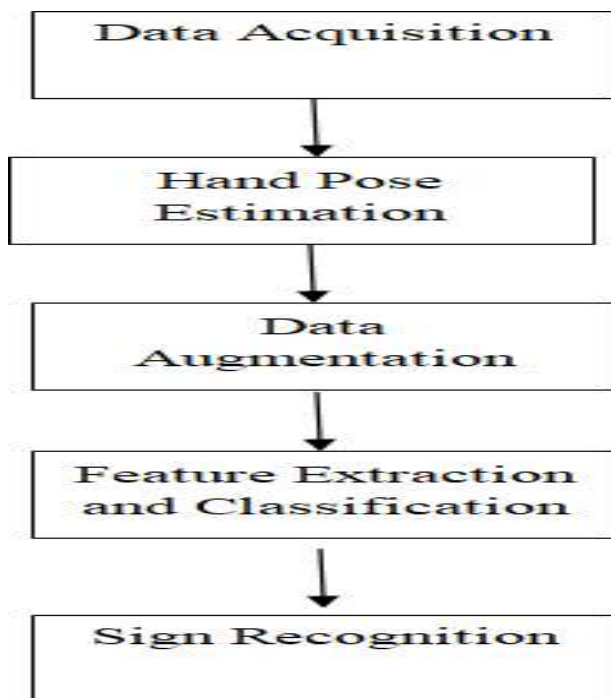 Data Acquisition
Hand Pose
Estimation
Data
Augmentation
Feature Extraction
and Classification
Sign Recognition